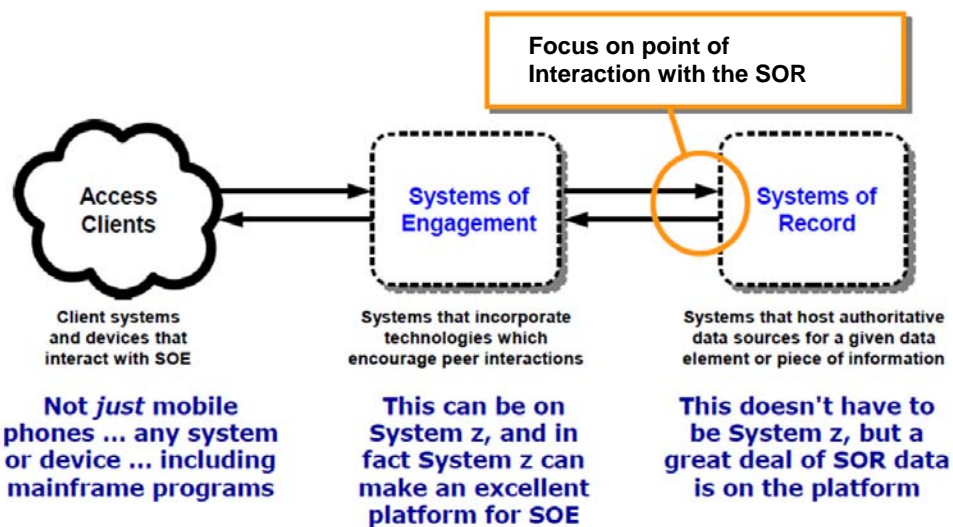 Focus on point of
Interaction with the SOR
Access
Clients
Systems of
Engagement
Systems of
Record
Client systems
and devices that
interact with SOE
Systems that incorporate
technologies which
encourage peer interactions
Systems that host authoritative
data sources for a given data
element or piece of information
Not just mobile
phones ... any system
or device ... including
mainframe programs
This can be on
System z, and in
fact System z can
make an excellent
platform for SOE
This doesn't have to
be System z, but a
great deal of SOR data
is on the platform